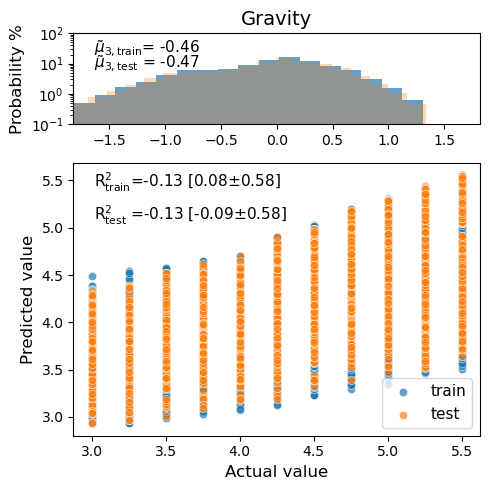 Gravity
Probability %
10²
10¹
10⁰
10⁻¹
μ̃₃,train= -0.46
μ̃₃,test = -0.47
−1.5 −1.0 −0.5 0.0 0.5 1.0 1.5
R²train=-0.13 [0.08±0.58]
R²test =-0.13 [-0.09±0.58]
Predicted value
5.5
5.0
4.5
4.0
3.5
3.0
train
test
3.0 3.5 4.0 4.5 5.0 5.5
Actual value